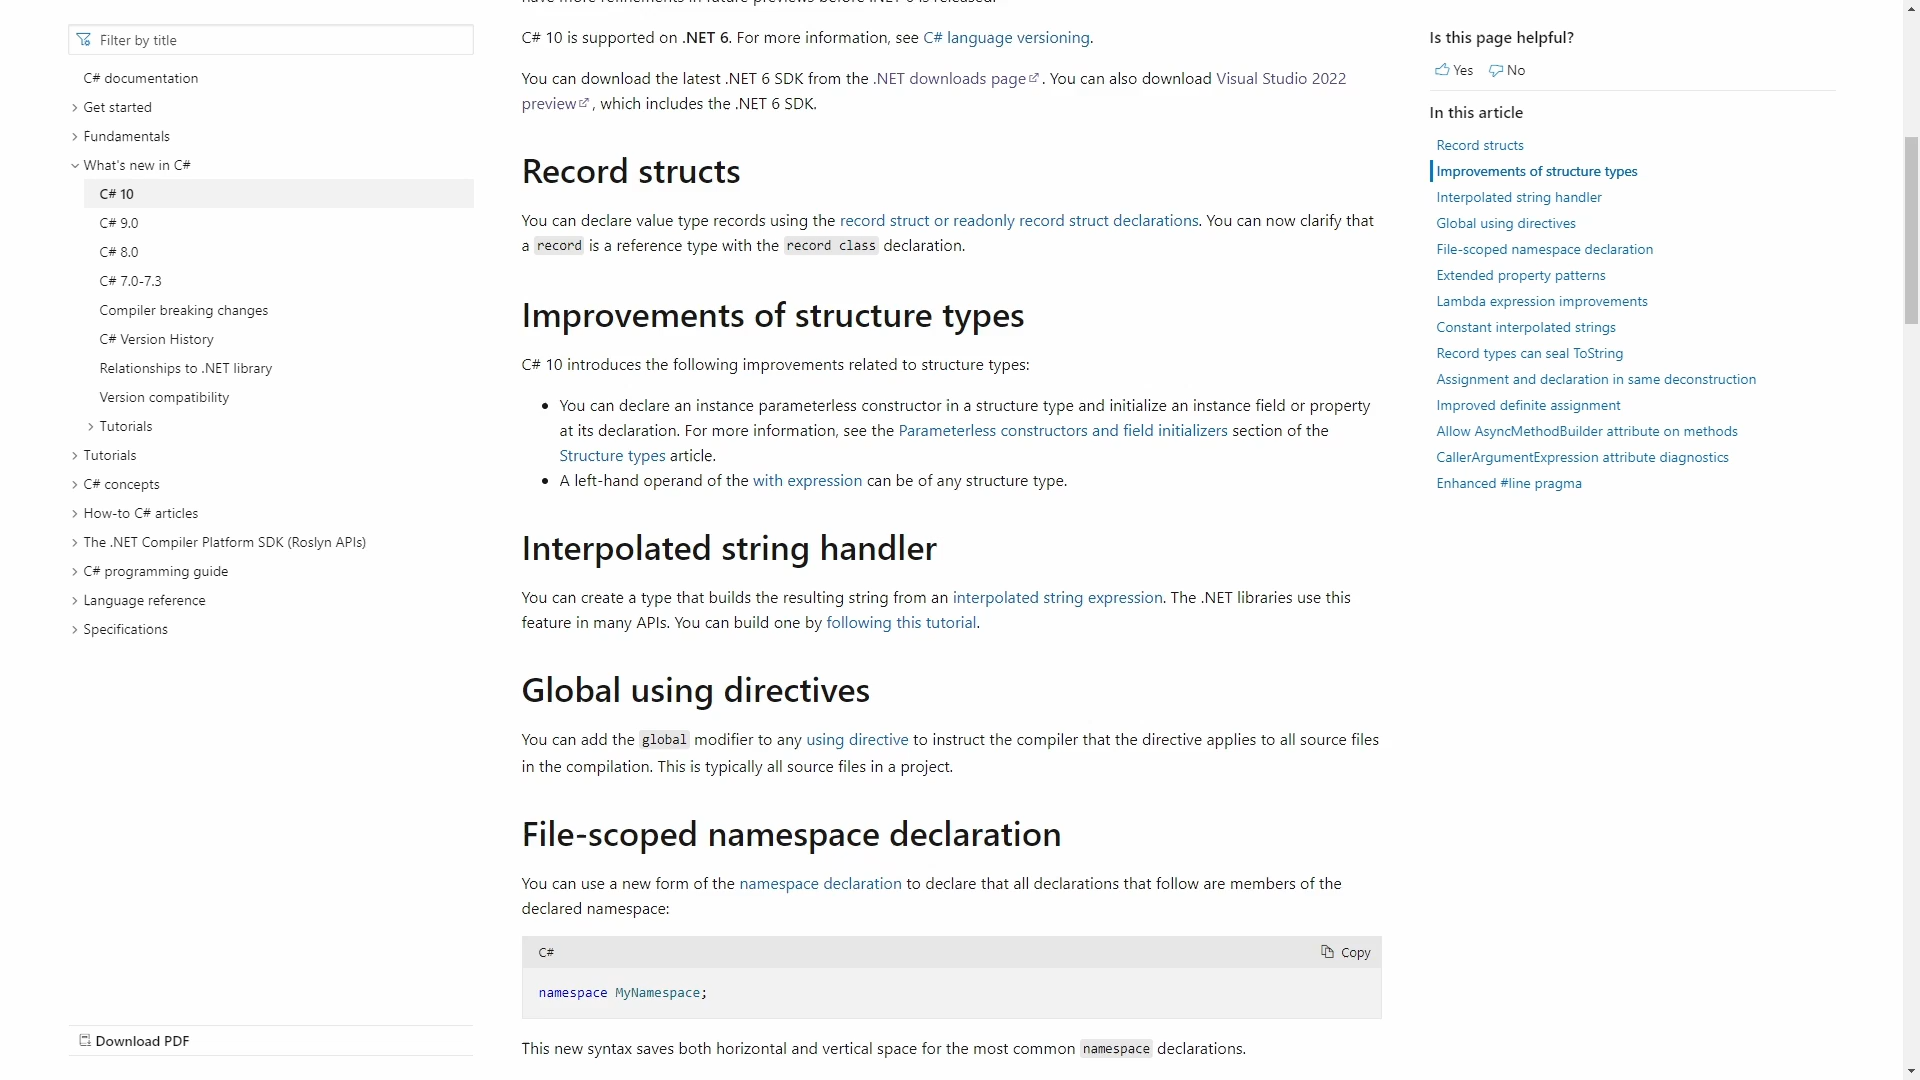 Filter by title
C# documentation
Get started
Fundamentals
What's new in C#
C# 10
C# 9.0
C# 8.0
C# 7.0-7.3
Compiler breaking changes
C# Version History
Relationships to .NET library
Version compatibility
Tutorials
Tutorials
C# concepts
How-to C# articles
The .NET Compiler Platform SDK (Roslyn APIs)
C# programming guide
Language reference
Specifications
Download PDF
have more refinements in future previews before .NET 6 is released.
C# 10 is supported on .NET 6. For more information, see C# language versioning.
You can download the latest .NET 6 SDK from the .NET downloads page. You can also download Visual Studio 2022
preview, which includes the .NET 6 SDK.
Record structs
You can declare value type records using the record struct or readonly record struct declarations. You can now clarify that
a record is a reference type with the record class declaration.
Improvements of structure types
C# 10 introduces the following improvements related to structure types:
• You can declare an instance parameterless constructor in a structure type and initialize an instance field or property
at its declaration. For more information, see the Parameterless constructors and field initializers section of the
Structure types article.
• A left-hand operand of the with expression can be of any structure type.
Interpolated string handler
You can create a type that builds the resulting string from an interpolated string expression. The .NET libraries use this
feature in many APIs. You can build one by following this tutorial.
Global using directives
You can add the global modifier to any using directive to instruct the compiler that the directive applies to all source files
in the compilation. This is typically all source files in a project.
File-scoped namespace declaration
You can use a new form of the namespace declaration to declare that all declarations that follow are members of the
declared namespace:
C# Copy
namespace MyNamespace;
This new syntax saves both horizontal and vertical space for the most common namespace declarations.
Is this page helpful?
Yes No
In this article
Record structs
Improvements of structure types
Interpolated string handler
Global using directives
File-scoped namespace declaration
Extended property patterns
Lambda expression improvements
Constant interpolated strings
Record types can seal ToString
Assignment and declaration in same deconstruction
Improved definite assignment
Allow AsyncMethodBuilder attribute on methods
CallerArgumentExpression attribute diagnostics
Enhanced #line pragma